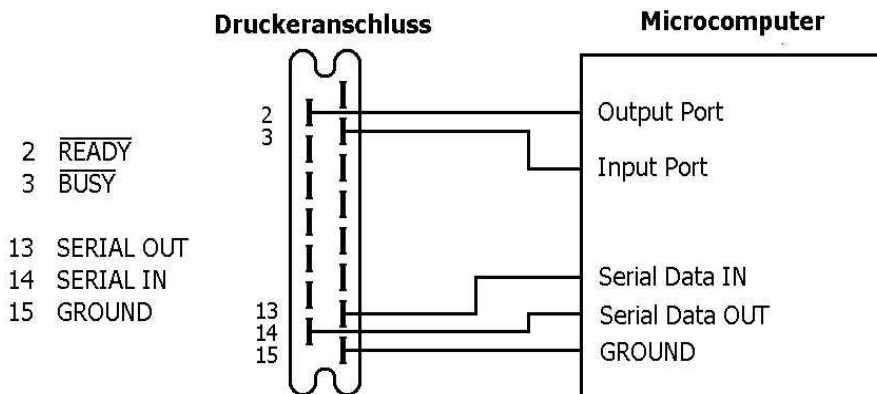 Druckeranschluss
Microcomputer
2 READY
3 BUSY
13 SERIAL OUT
14 SERIAL IN
15 GROUND
2
3
13
14
15
Output Port
Input Port
Serial Data IN
Serial Data OUT
GROUND